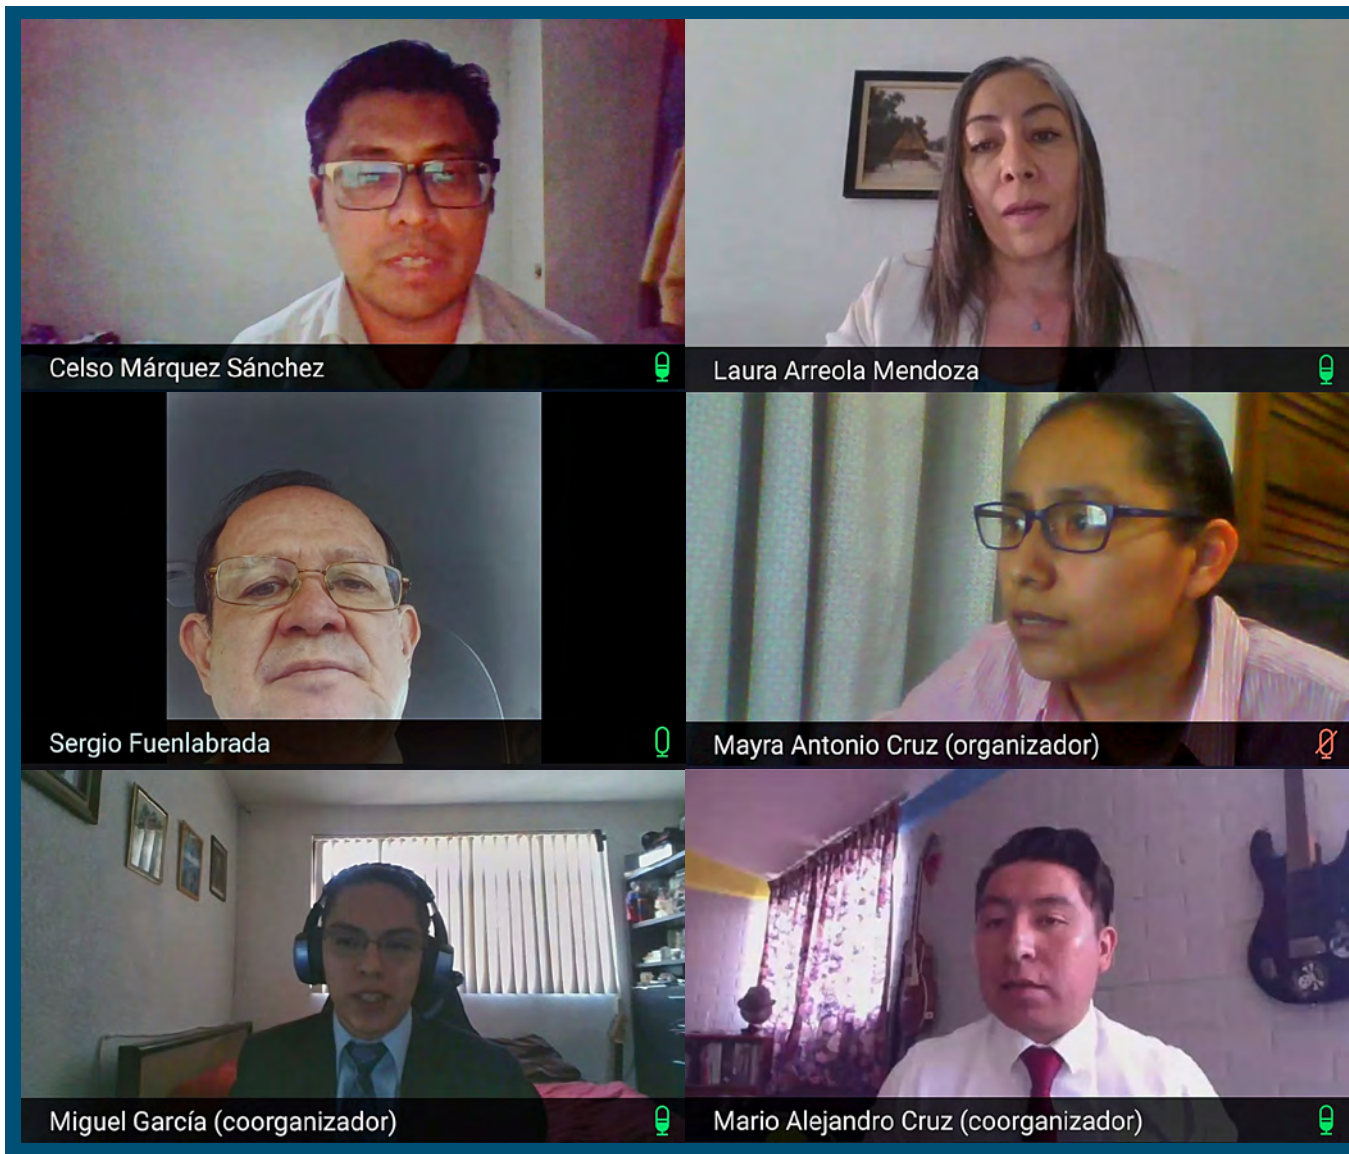 Celso Márquez Sánchez
Laura Arreola Mendoza
Sergio Fuenlabrada
Mayra Antonio Cruz (organizador)
Miguel García (coorganizador)
Mario Alejandro Cruz (coorganizador)